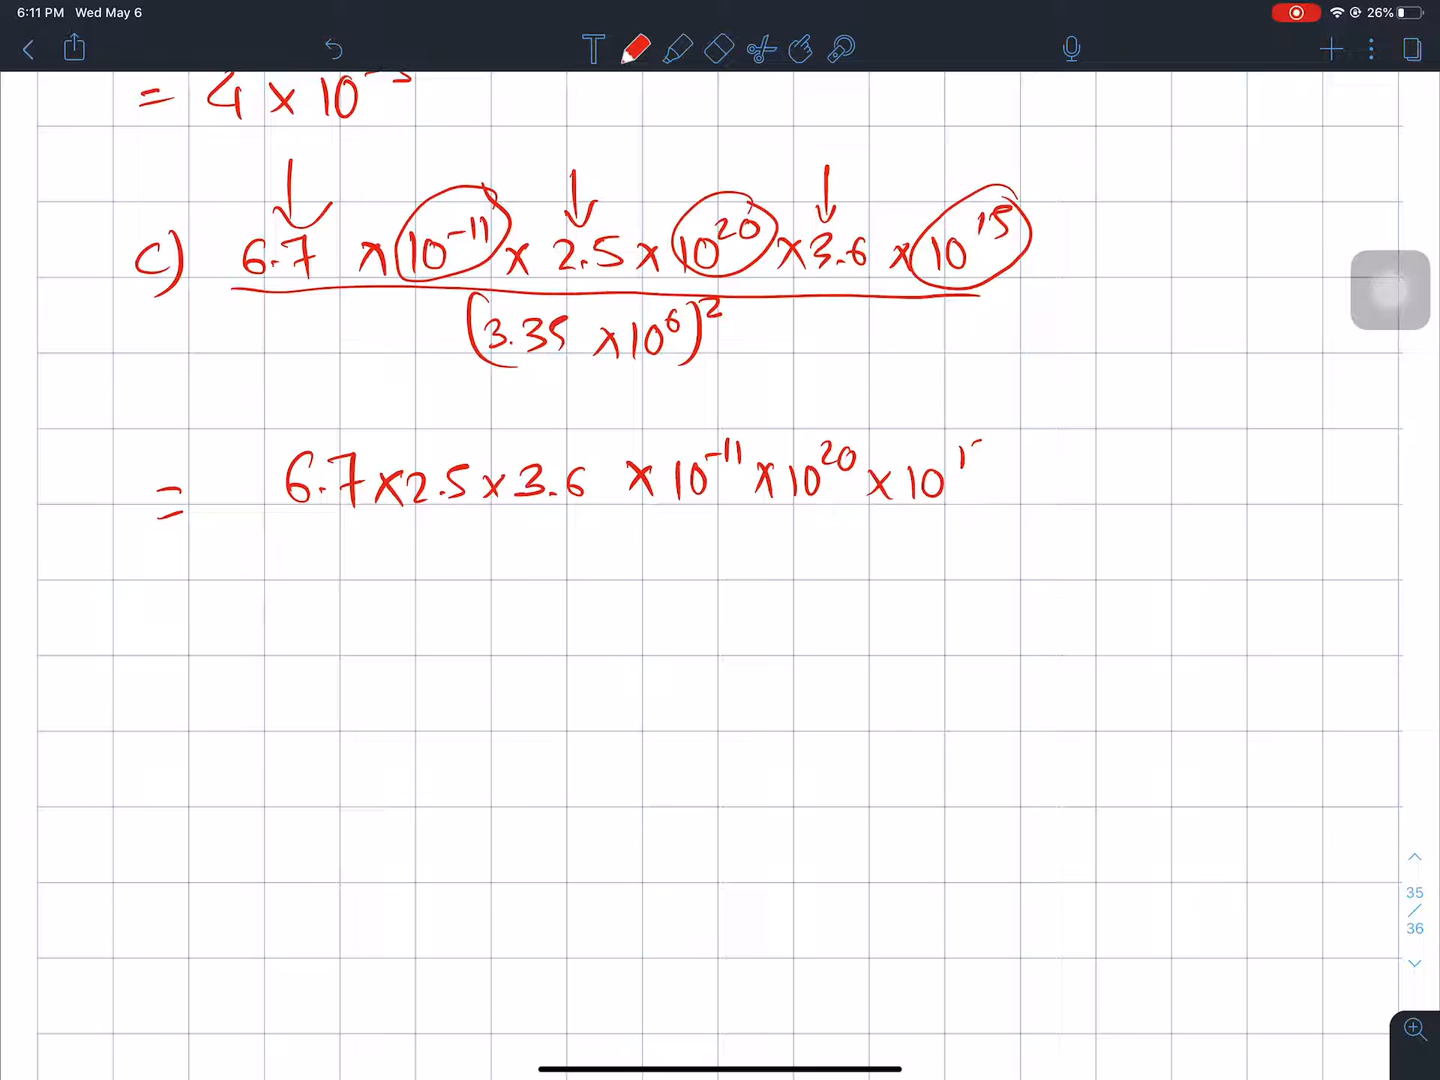 6:11 PM Wed May 6 26%
T
= 4 × 10
c) 6.7 × 10⁻¹¹ × 2.5 × 10²⁰ × 3.6 × 10¹⁵
(3.35 × 10⁶)²
= 6.7 × 2.5 × 3.6 × 10⁻¹¹ × 10²⁰ × 10¹
35
/
36